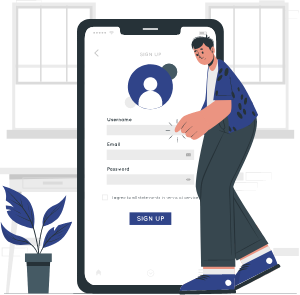 SIGN UP
Username
Email
Password
I agree to all statements in terms of service
SIGN UP